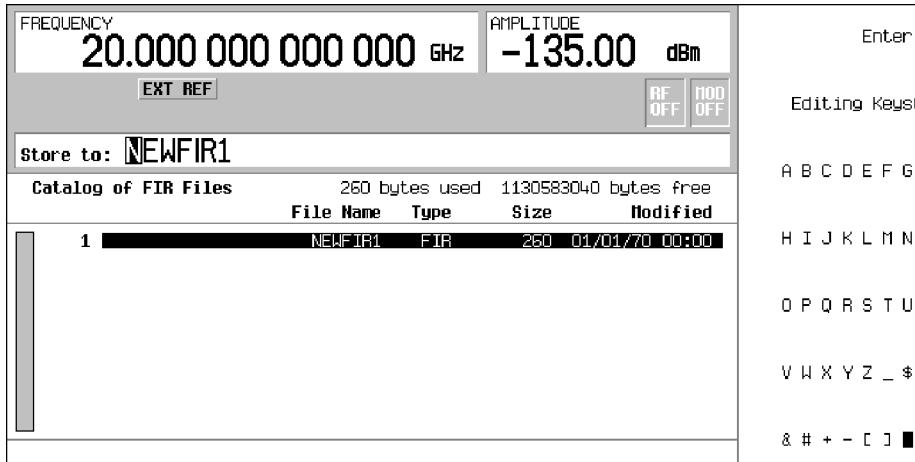 FREQUENCY
20.000 000 000 000 GHz
AMPLITUDE
-135.00 dBm
EXT REF
RF OFF
MOD OFF
Store to: NEWFIR1
Catalog of FIR Files 260 bytes used 1130583040 bytes free
File Name Type Size Modified
1 NEWFIR1 FIR 260 01/01/70 00:00
Enter
Editing Keys
A B C D E F G
H I J K L M N
O P Q R S T U
V W X Y Z _ $
& # + - [ ]